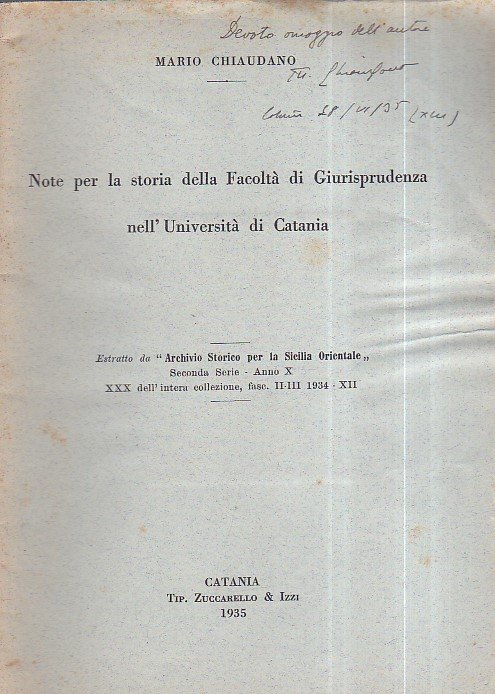 Devoto omaggio dell'autore
MARIO CHIAUDANO
Note per la storia della Facoltà di Giurisprudenza
nell'Università di Catania
Estratto da “Archivio Storico per la Sicilia Orientale„
Seconda Serie - Anno X
XXX dell'intera collezione, fasc. II-III 1934 - XII
CATANIA
TIP. ZUCCARELLO & IZZI
1935